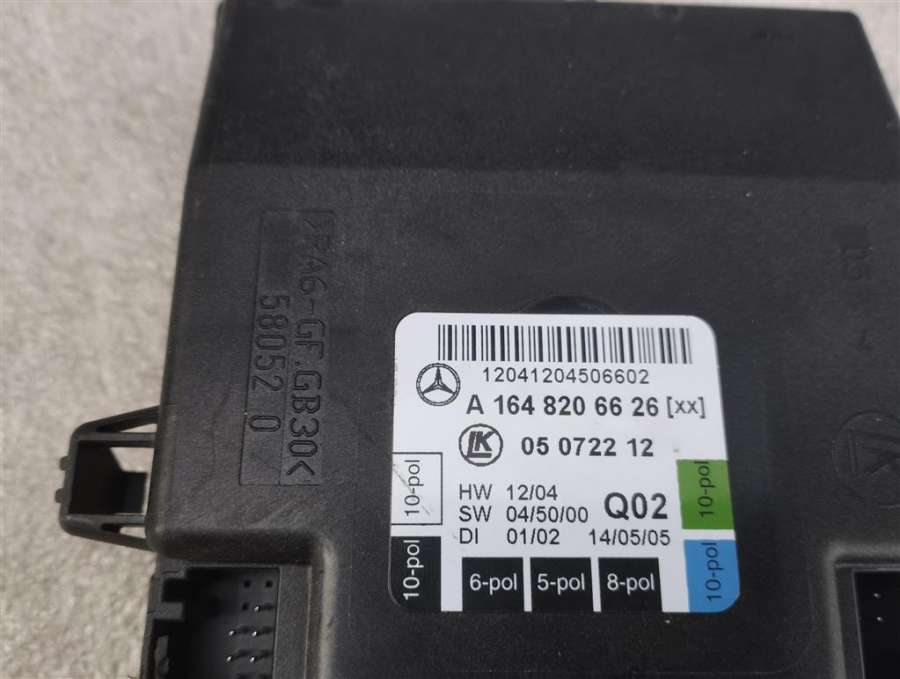 12041204506602
A 164 820 66 26 [xx]
LK 05 0722 12
HW 12/04
SW 04/50/00 Q02
DI 01/02 14/05/05
10-pol
10-pol
10-pol
10-pol
6-pol 5-pol 8-pol
PA6-GF.GB30<
58052 0